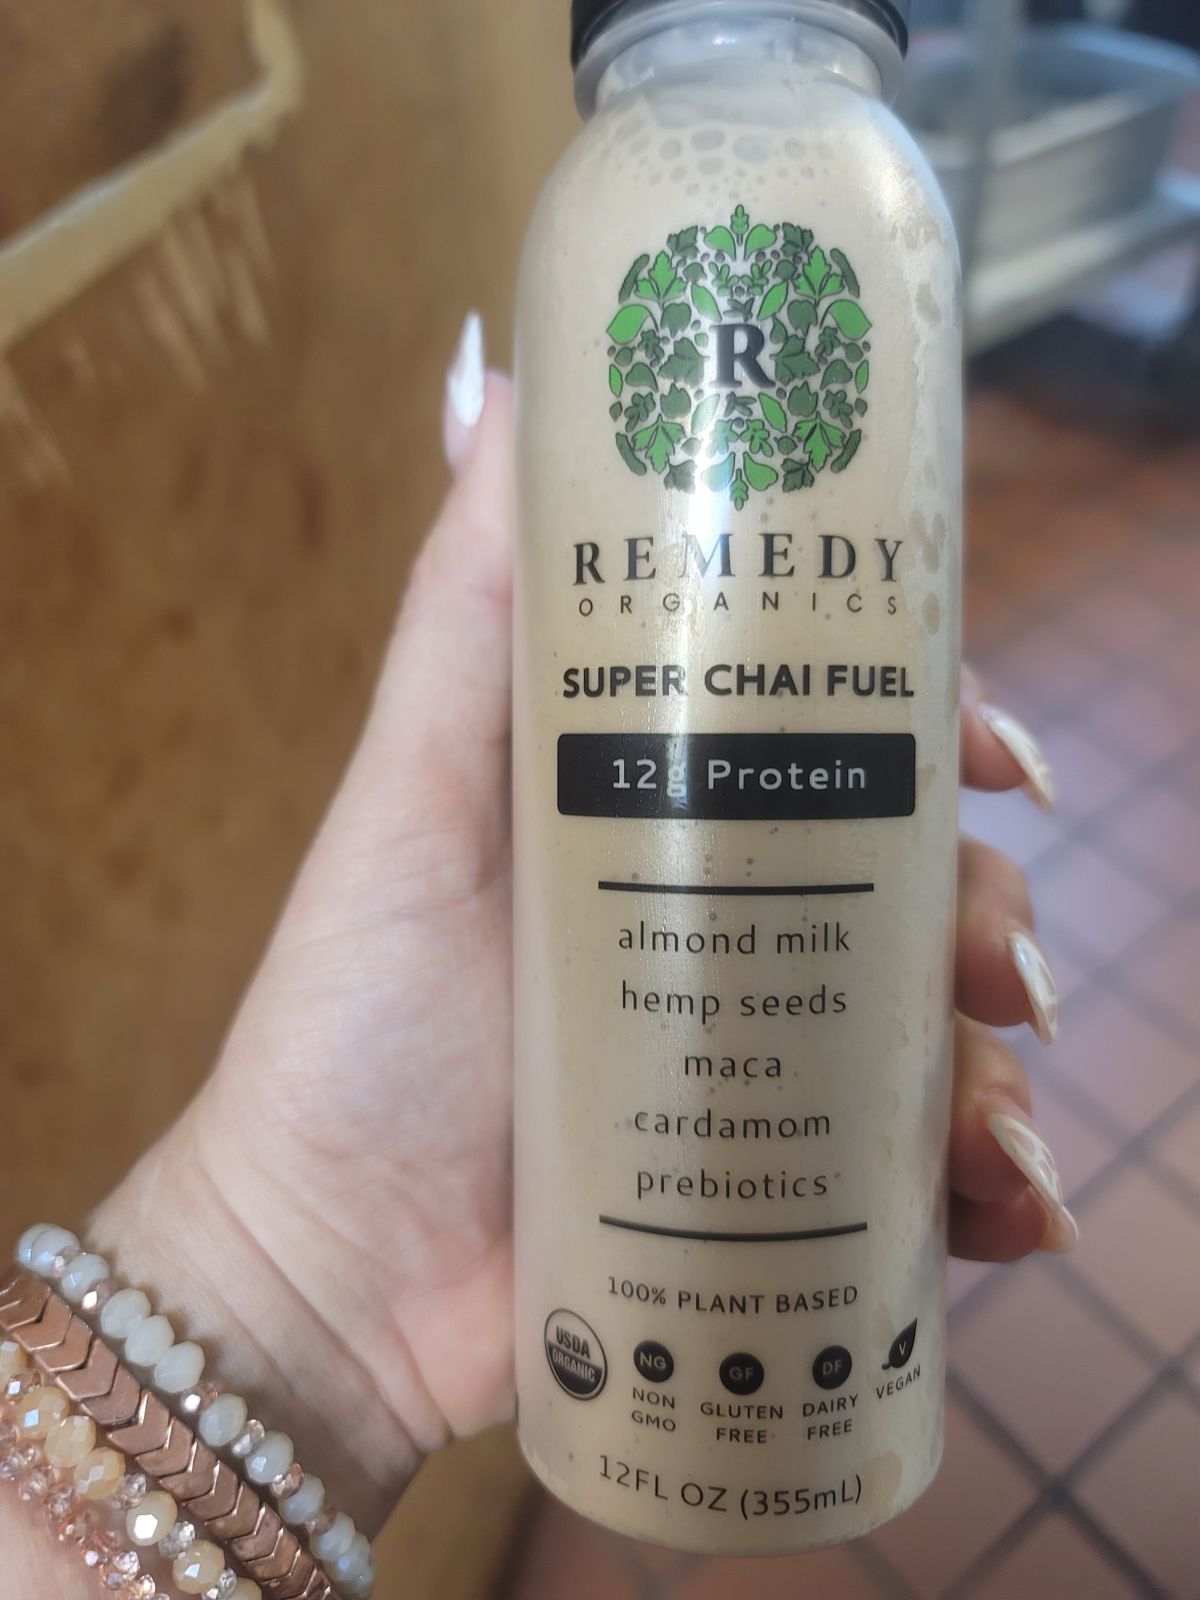 R
REMEDY
ORGANICS
SUPER CHAI FUEL
12g Protein
almond milk
hemp seeds
maca
cardamom
prebiotics
100% PLANT BASED
USDA
ORGANIC
NG
NON
GMO
GF
GLUTEN
FREE
DF
DAIRY
FREE
V
VEGAN
12FL OZ (355mL)